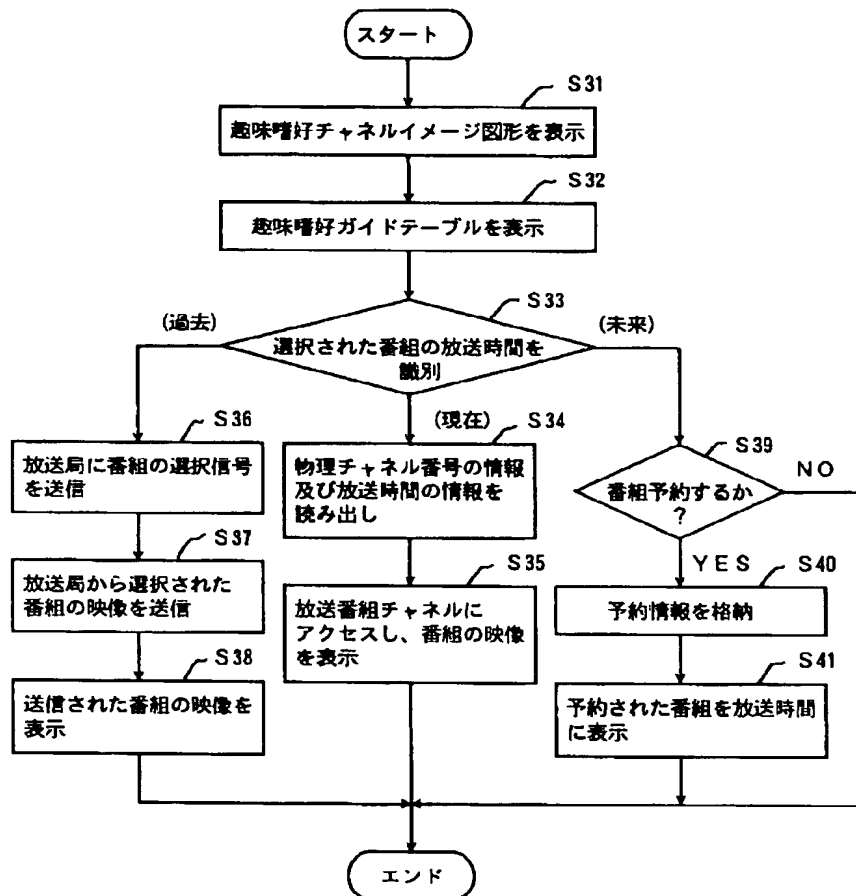 スタート
S31
趣味嗜好チャネルイメージ図形を表示
S32
趣味嗜好ガイドテーブルを表示
S33
(過去)
(未来)
選択された番組の放送時間を
識別
(現在)
S36
放送局に番組の選択信号
を送信
S37
放送局から選択された
番組の映像を送信
S38
送信された番組の映像を
表示
S34
物理チャネル番号の情報
及び放送時間の情報を
読み出し
S35
放送番組チャネルに
アクセスし、番組の映像
を表示
S39
番組予約するか
?
NO
YES
S40
予約情報を格納
S41
予約された番組を放送時間
に表示
エンド